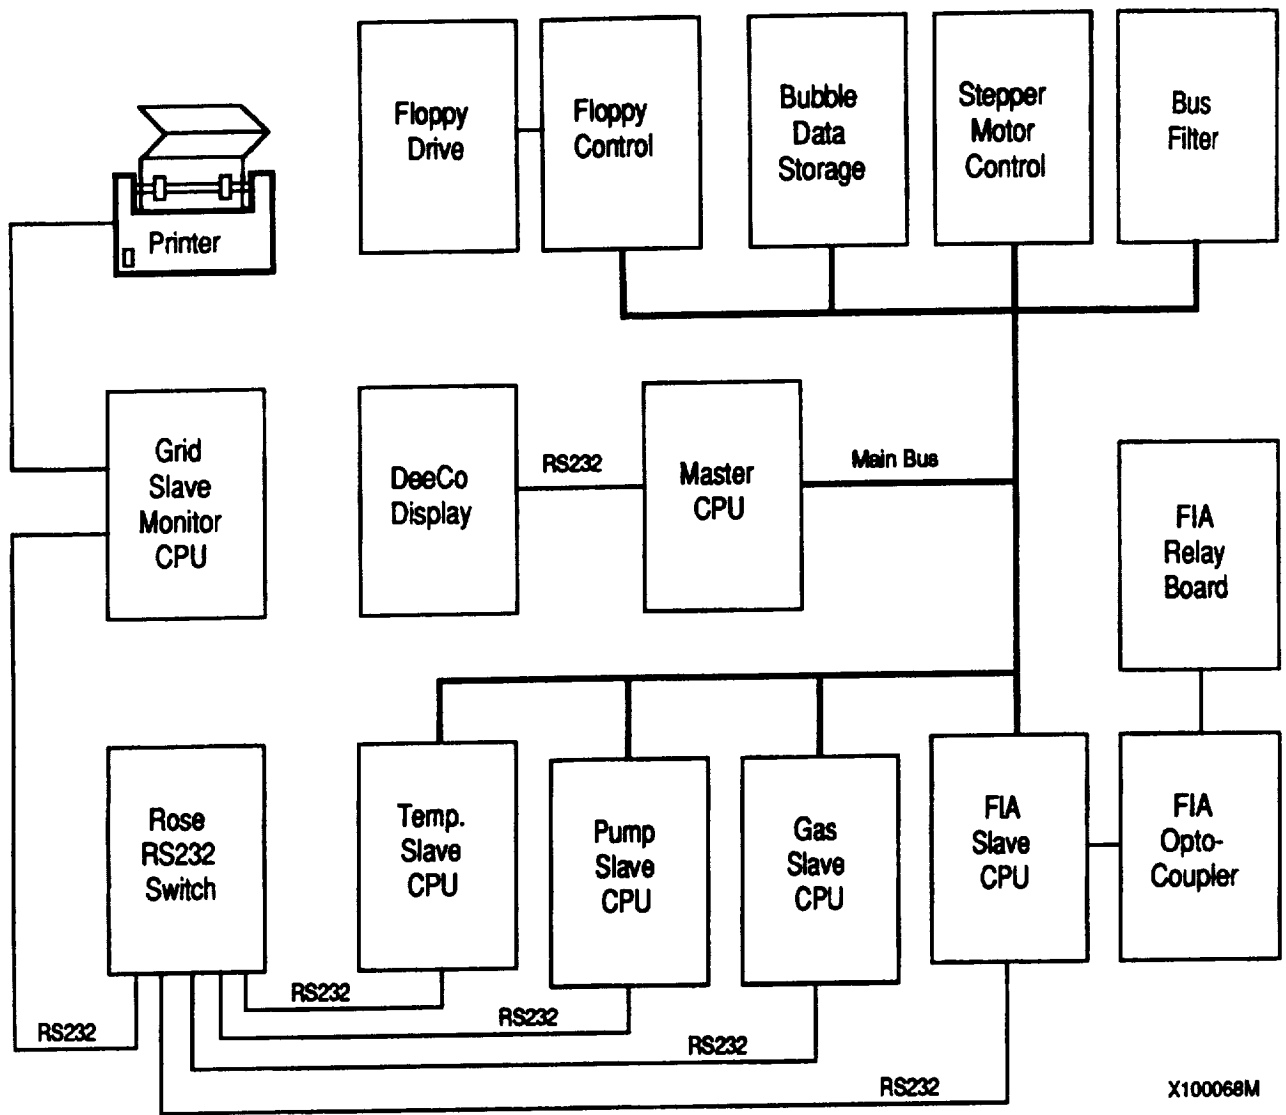 Printer
Floppy
Drive
Floppy
Control
Bubble
Data
Storage
Stepper
Motor
Control
Bus
Filter
Grid
Slave
Monitor
CPU
DeeCo
Display
RS232
Master
CPU
Main Bus
FIA
Relay
Board
Rose
RS232
Switch
Temp.
Slave
CPU
Pump
Slave
CPU
Gas
Slave
CPU
FIA
Slave
CPU
FIA
Opto-
Coupler
RS232
RS232
RS232
RS232
RS232
X100068M